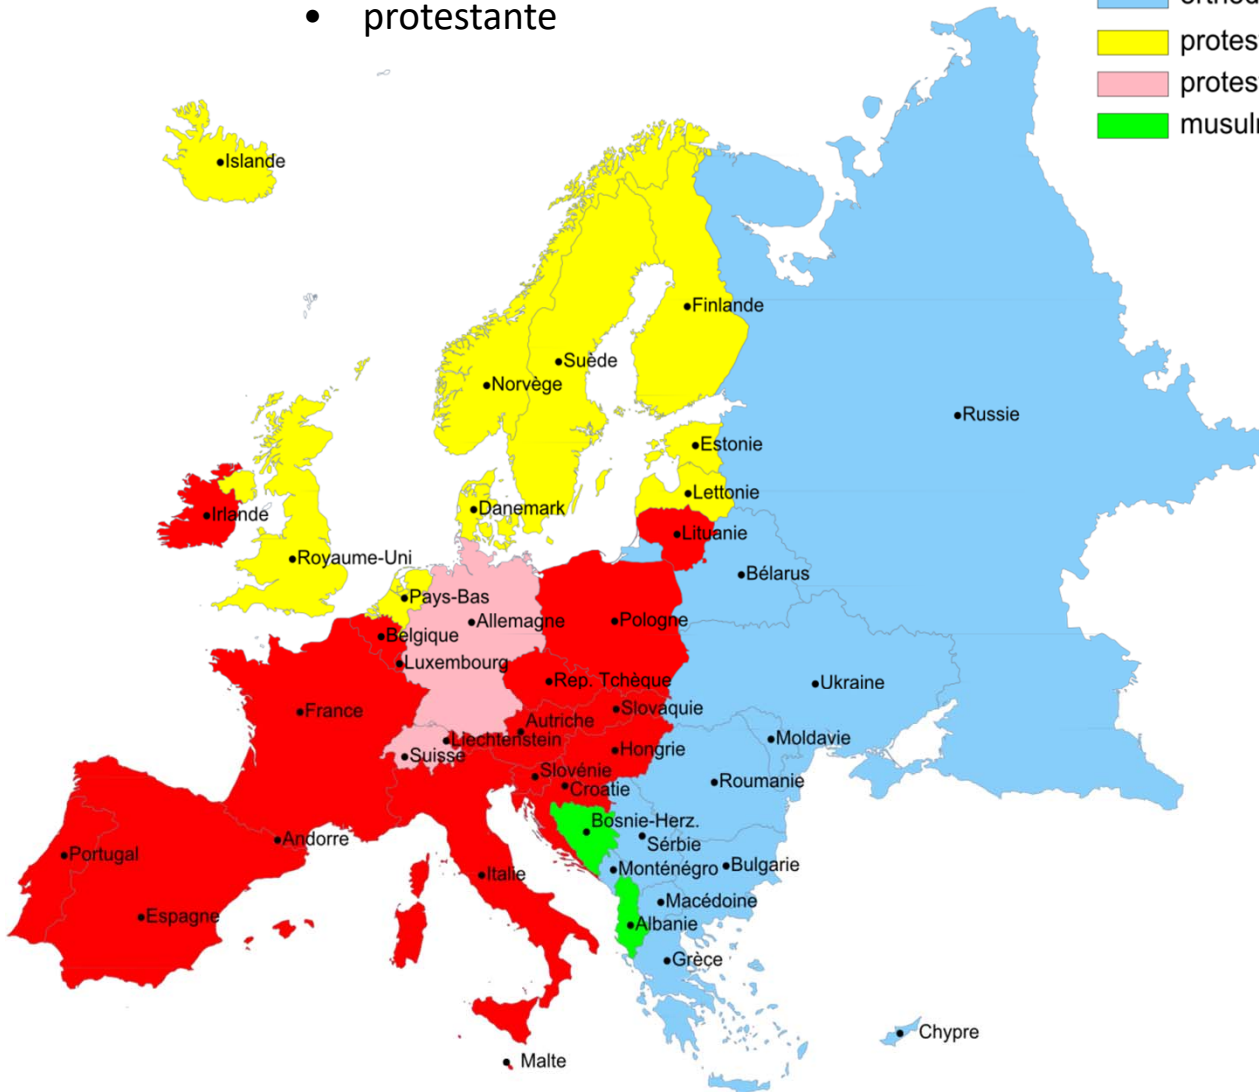 • protestante
Islande
Finlande
Suède
Norvège
Russie
Estonie
Lettonie
Danemark
Irlande
Lituanie
Royaume-Uni
Bélarus
Pays-Bas
Allemagne
Pologne
Belgique
Luxembourg
Rep. Tchèque
Ukraine
Slovaquie
France
Autriche
Liechtenstein
Moldavie
Hongrie
Suisse
Slovénie
Roumanie
Croatie
Bosnie-Herz.
Sérbie
Andorre
Portugal
Monténégro
Bulgarie
Italie
Macédoine
Espagne
Albanie
Grèce
Chypre
Malte